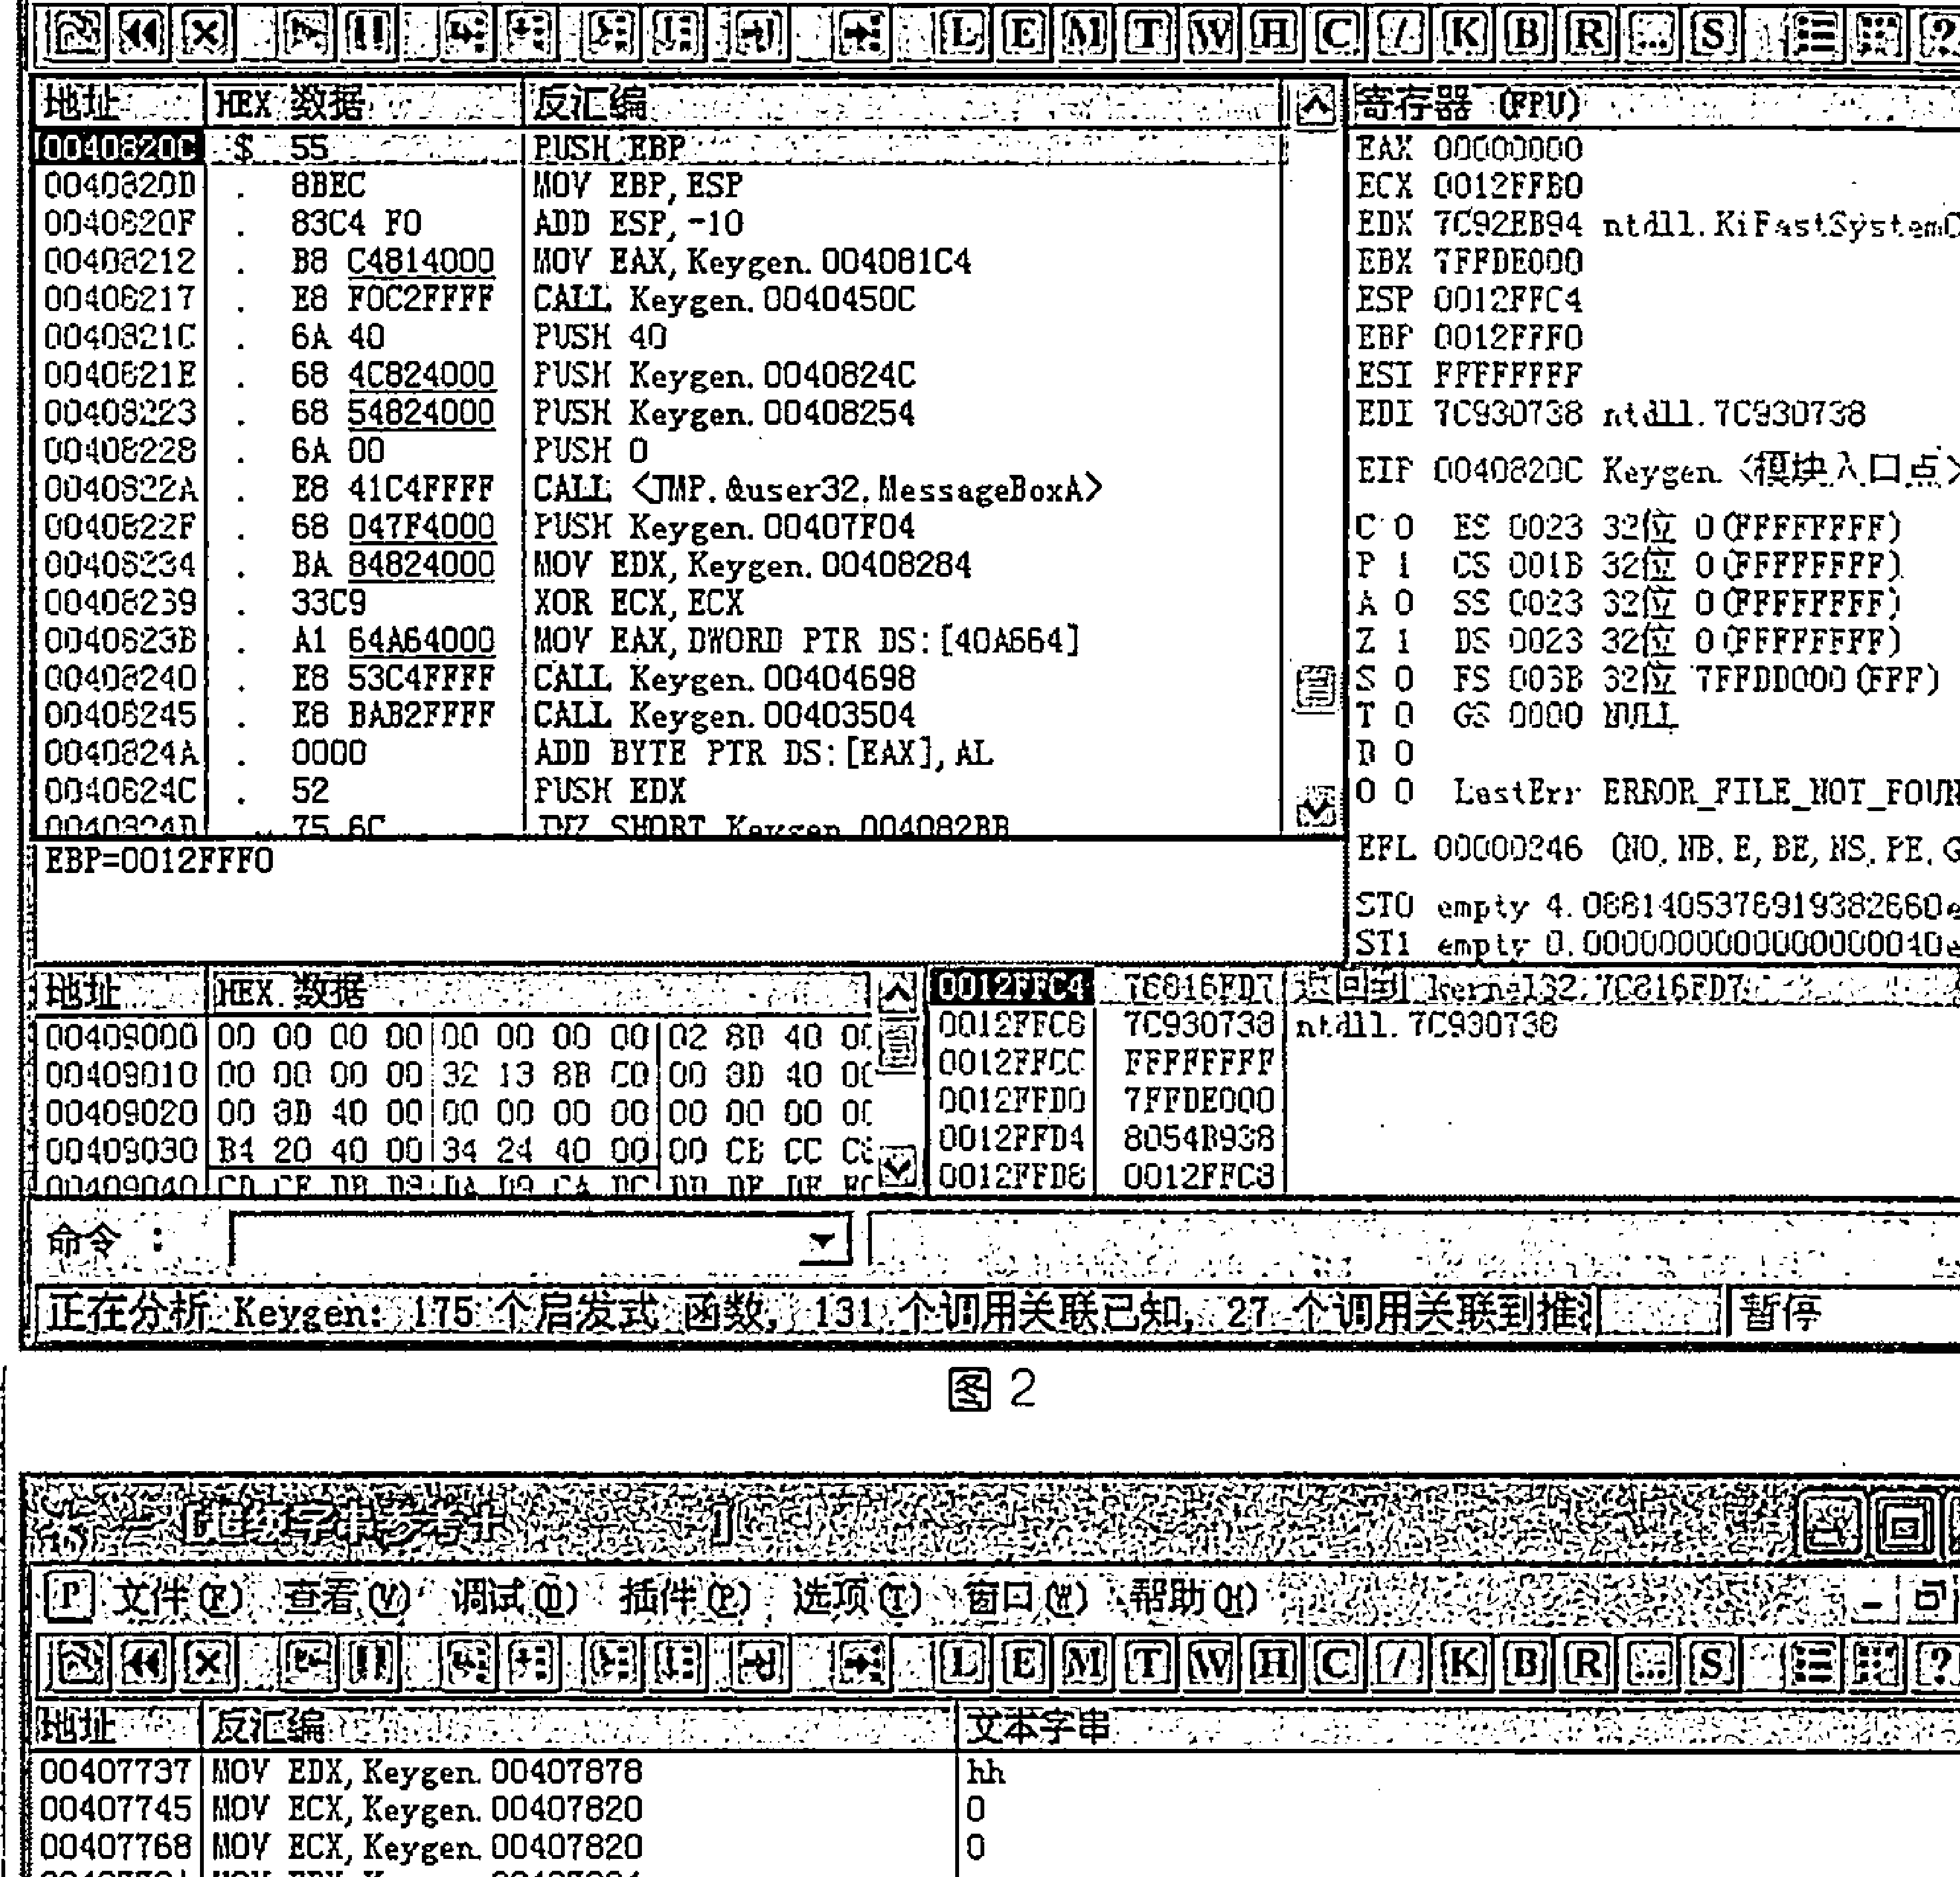 L E M T W H C / K B R ... S ?
地址 HEX 数据 反汇编
0040820C $ 55 PUSH EBP
0040820D . 8BEC MOV EBP, ESP
0040820F . 83C4 F0 ADD ESP, -10
00408212 . B8 C4814000 MOV EAX, Keygen.004081C4
00408217 . E8 F0C2FFFF CALL Keygen.0040450C
0040821C . 6A 40 PUSH 40
0040821E . 68 4C824000 PUSH Keygen.0040824C
00408223 . 68 54824000 PUSH Keygen.00408254
00408228 . 6A 00 PUSH 0
0040822A . E8 41C4FFFF CALL <JMP.&user32.MessageBoxA>
0040822F . 68 047F4000 PUSH Keygen.00407F04
00408234 . BA 84824000 MOV EDX, Keygen.00408284
00408239 . 33C9 XOR ECX, ECX
0040823B . A1 64A64000 MOV EAX, DWORD PTR DS:[40A664]
00408240 . E8 53C4FFFF CALL Keygen.00404698
00408245 . E8 BAB2FFFF CALL Keygen.00403504
0040824A . 0000 ADD BYTE PTR DS:[EAX], AL
0040824C . 52 PUSH EDX
0040824D . 75 6C JNZ SHORT Keygen.004082BB
EBP=0012FFF0
寄存器 (FPU)
EAX 00000000
ECX 0012FFB0
EDX 7C92EB94 ntdll.KiFastSystemC
EBX 7FFDE000
ESP 0012FFC4
EBP 0012FFF0
ESI FFFFFFFF
EDI 7C930738 ntdll.7C930738
EIP 0040820C Keygen.<模块入口点>
C 0 ES 0023 32位 0(FFFFFFFF)
P 1 CS 001B 32位 0(FFFFFFFF)
A 0 SS 0023 32位 0(FFFFFFFF)
Z 1 DS 0023 32位 0(FFFFFFFF)
S 0 FS 003B 32位 7FFDD000(FFF)
T 0 GS 0000 NULL
D 0
O 0 LastErr ERROR_FILE_NOT_FOUN
EFL 00000246 (NO, NB, E, BE, NS, PE, G
ST0 empty 4.0881405378919382660e
ST1 empty 0.0000000000000000040e
地址 HEX 数据
00409000 00 00 00 00 00 00 00 00 02 8D 40 00
00409010 00 00 00 00 32 13 8B C0 00 8D 40 00
00409020 00 8D 40 00 00 00 00 00 00 00 00 00
00409030 B4 20 40 00 34 24 40 00 00 CB CC C8
00409040
0012FFC4 7C816FD7 返回到 kernel32.7C816FD7
0012FFC8 7C930738 ntdll.7C930738
0012FFCC FFFFFFFF
0012FFD0 7FFDE000
0012FFD4 8054B938
0012FFD8 0012FFC8
命令 :
正在分析 Keygen: 175 个启发式 函数, 131 个调用关联已知, 27 个调用关联到推 暂停
图 2
文件(F) 查看(V) 调试(D) 插件(P) 选项(T) 窗口(W) 帮助(H)
L E M T W H C / K B R ... S ?
地址 反汇编 文本字串
00407737 MOV EDX, Keygen.00407878 hh
00407745 MOV ECX, Keygen.00407820 0
00407768 MOV ECX, Keygen.00407820 0